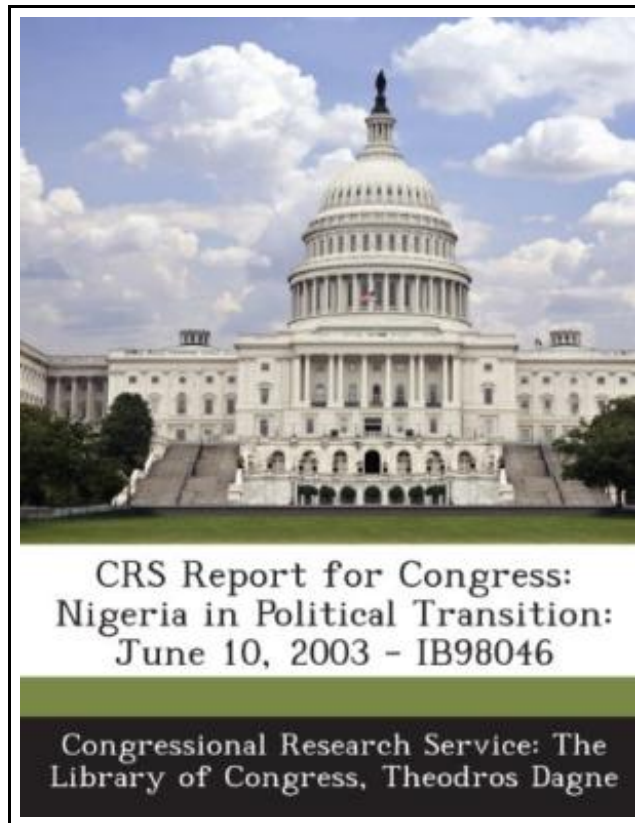 CRS Report for Congress:
Nigeria in Political Transition:
June 10, 2003 - IB98046
Congressional Research Service: The
Library of Congress, Theodros Dagne